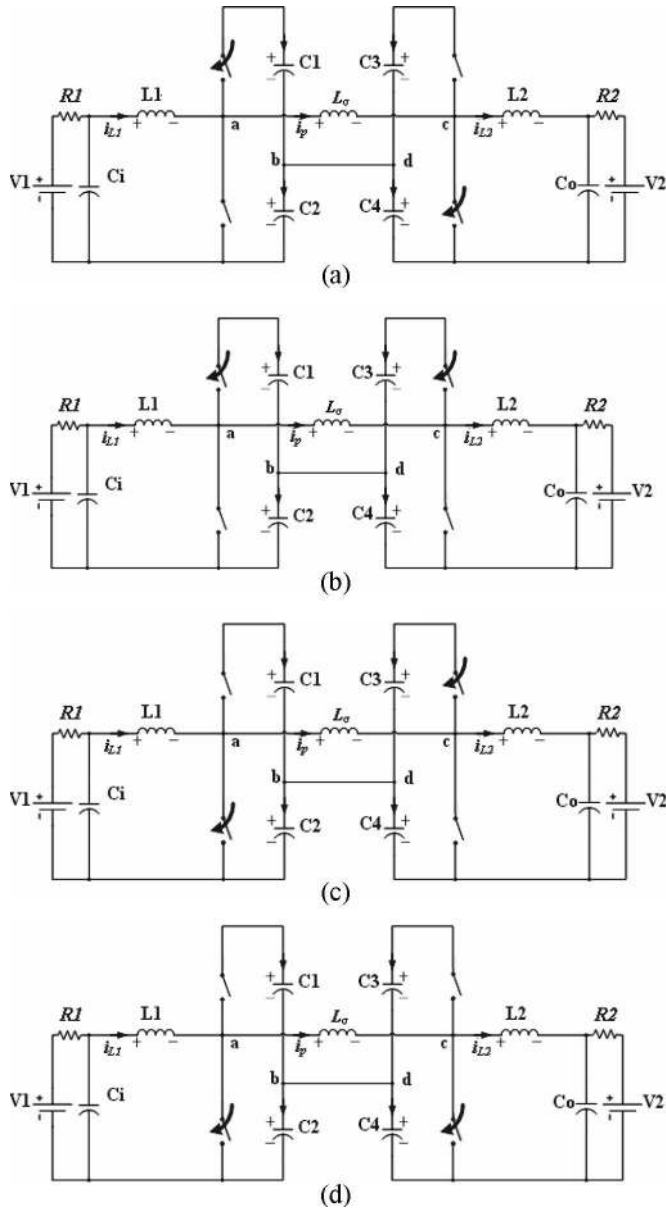 C1 C3
R1 L1 Lσ L2 R2
iL1 + − a ip + − c iL2 + −
b d
V1 + - Ci C2 C4 Co + - V2
(a)
C1 C3
R1 L1 Lσ L2 R2
iL1 + − a ip + − c iL2 + −
b d
V1 + - Ci C2 C4 Co + - V2
(b)
C1 C3
R1 L1 Lσ L2 R2
iL1 + − a ip + − c iL2 + −
b d
V1 + - Ci C2 C4 Co + - V2
(c)
C1 C3
R1 L1 Lσ L2 R2
iL1 + − a ip + − c iL2 + −
b d
V1 + - Ci C2 C4 Co + - V2
(d)